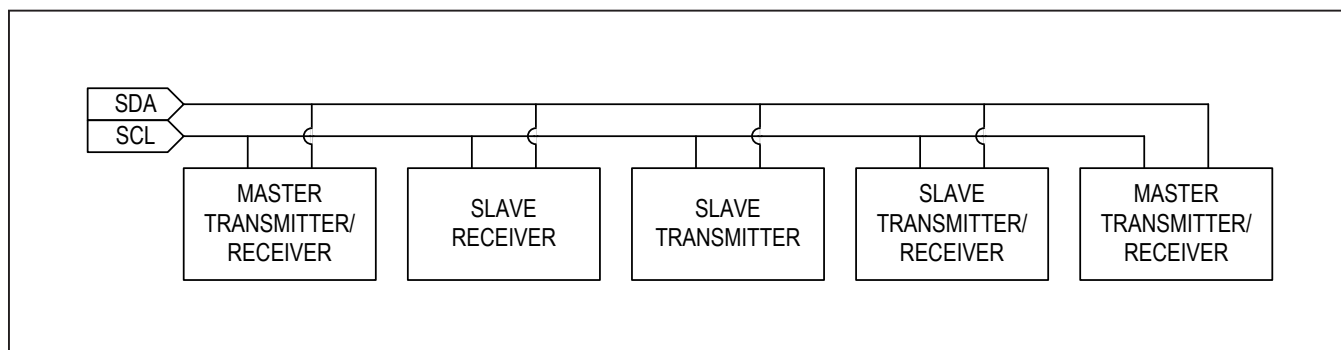 SDA
SCL
MASTER
TRANSMITTER/
RECEIVER
SLAVE
RECEIVER
SLAVE
TRANSMITTER
SLAVE
TRANSMITTER/
RECEIVER
MASTER
TRANSMITTER/
RECEIVER